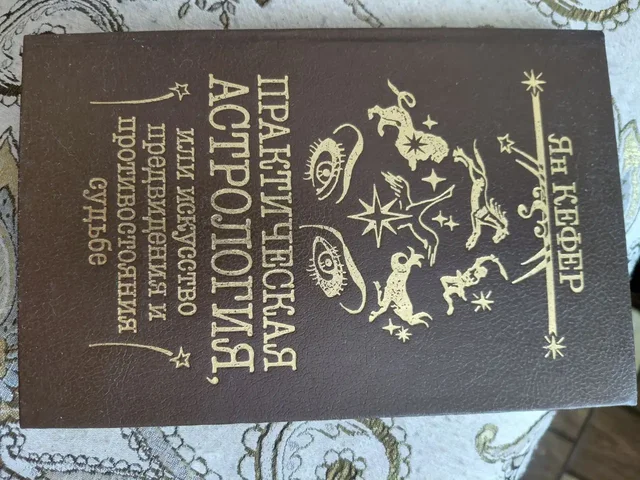 Ян КЕФЕР
ПРАКТИЧЕСКАЯ
АСТРОЛОГИЯ,
или искусство
предвидения и
противостояния
судьбе